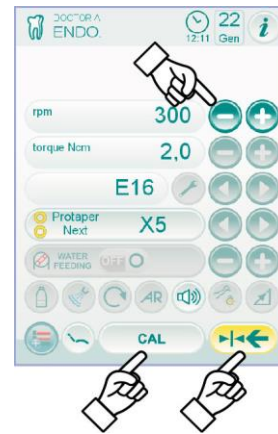 DOCTOR A
ENDO.
12:11
22
Gen
i
rpm
300
torque Ncm
2,0
E16
Protaper
Next
X5
WATER
FEEDING
OFF
AR
CAL